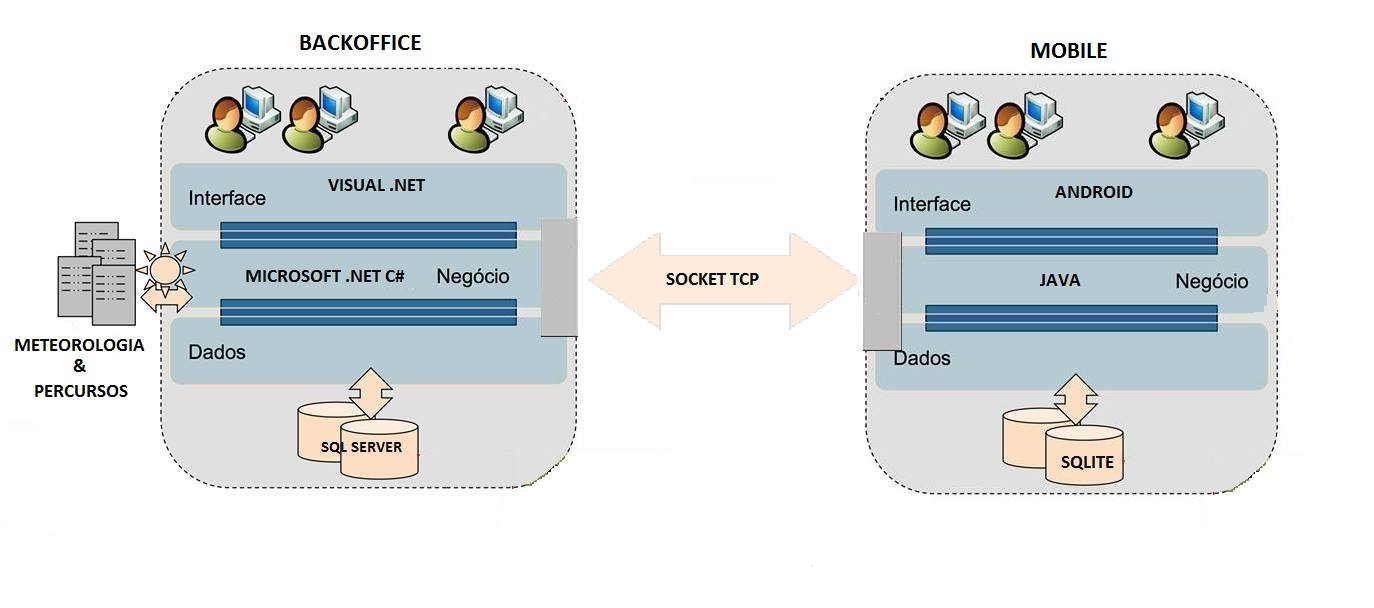 BACKOFFICE
MOBILE
VISUAL .NET
Interface
ANDROID
Interface
MICROSOFT .NET C#
Negócio
SOCKET TCP
JAVA
Negócio
METEOROLOGIA
&
PERCURSOS
Dados
Dados
SQL SERVER
SQLITE